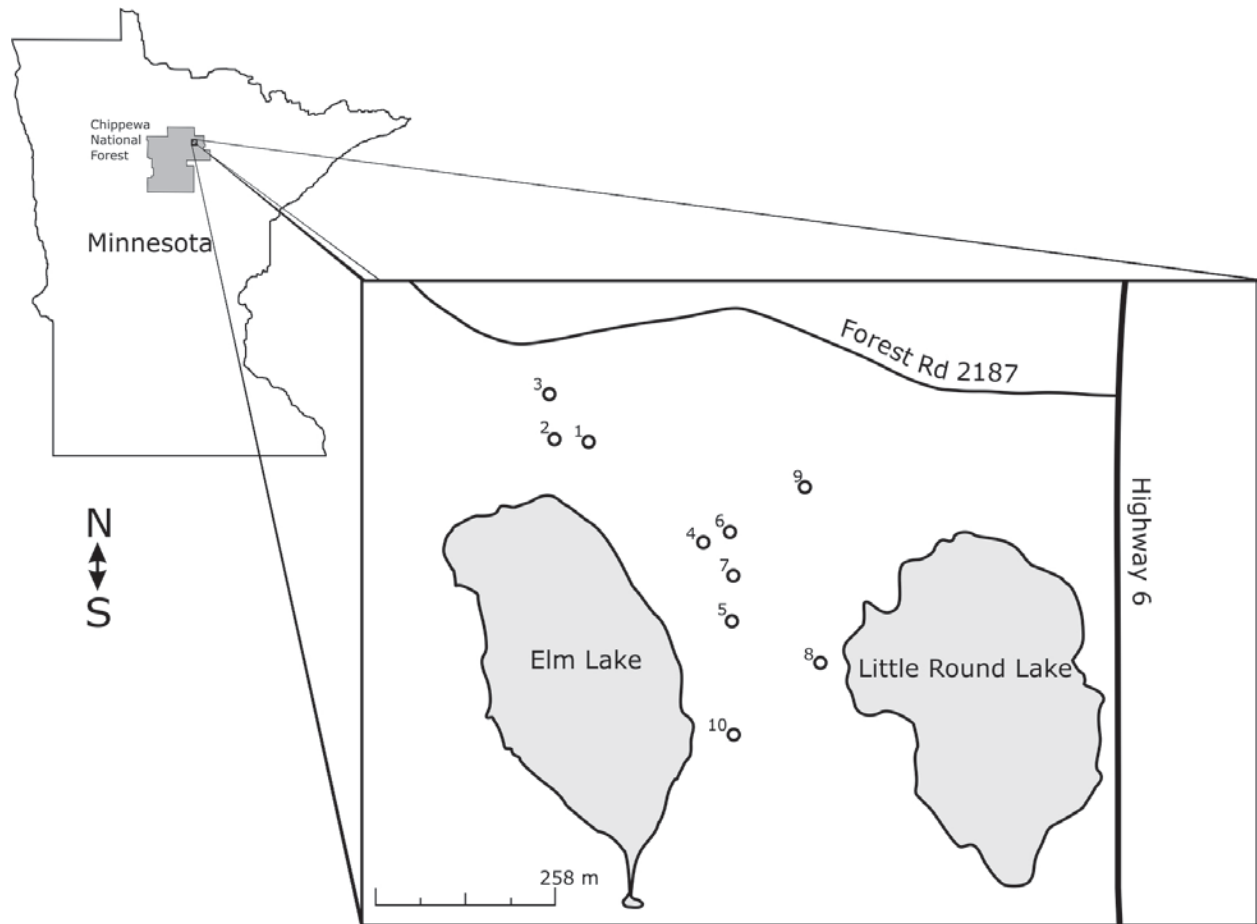 Chippewa
National
Forest
Minnesota
N
S
Forest Rd 2187
Highway 6
3
2
1
9
6
4
7
5
8
10
Elm Lake
Little Round Lake
258 m